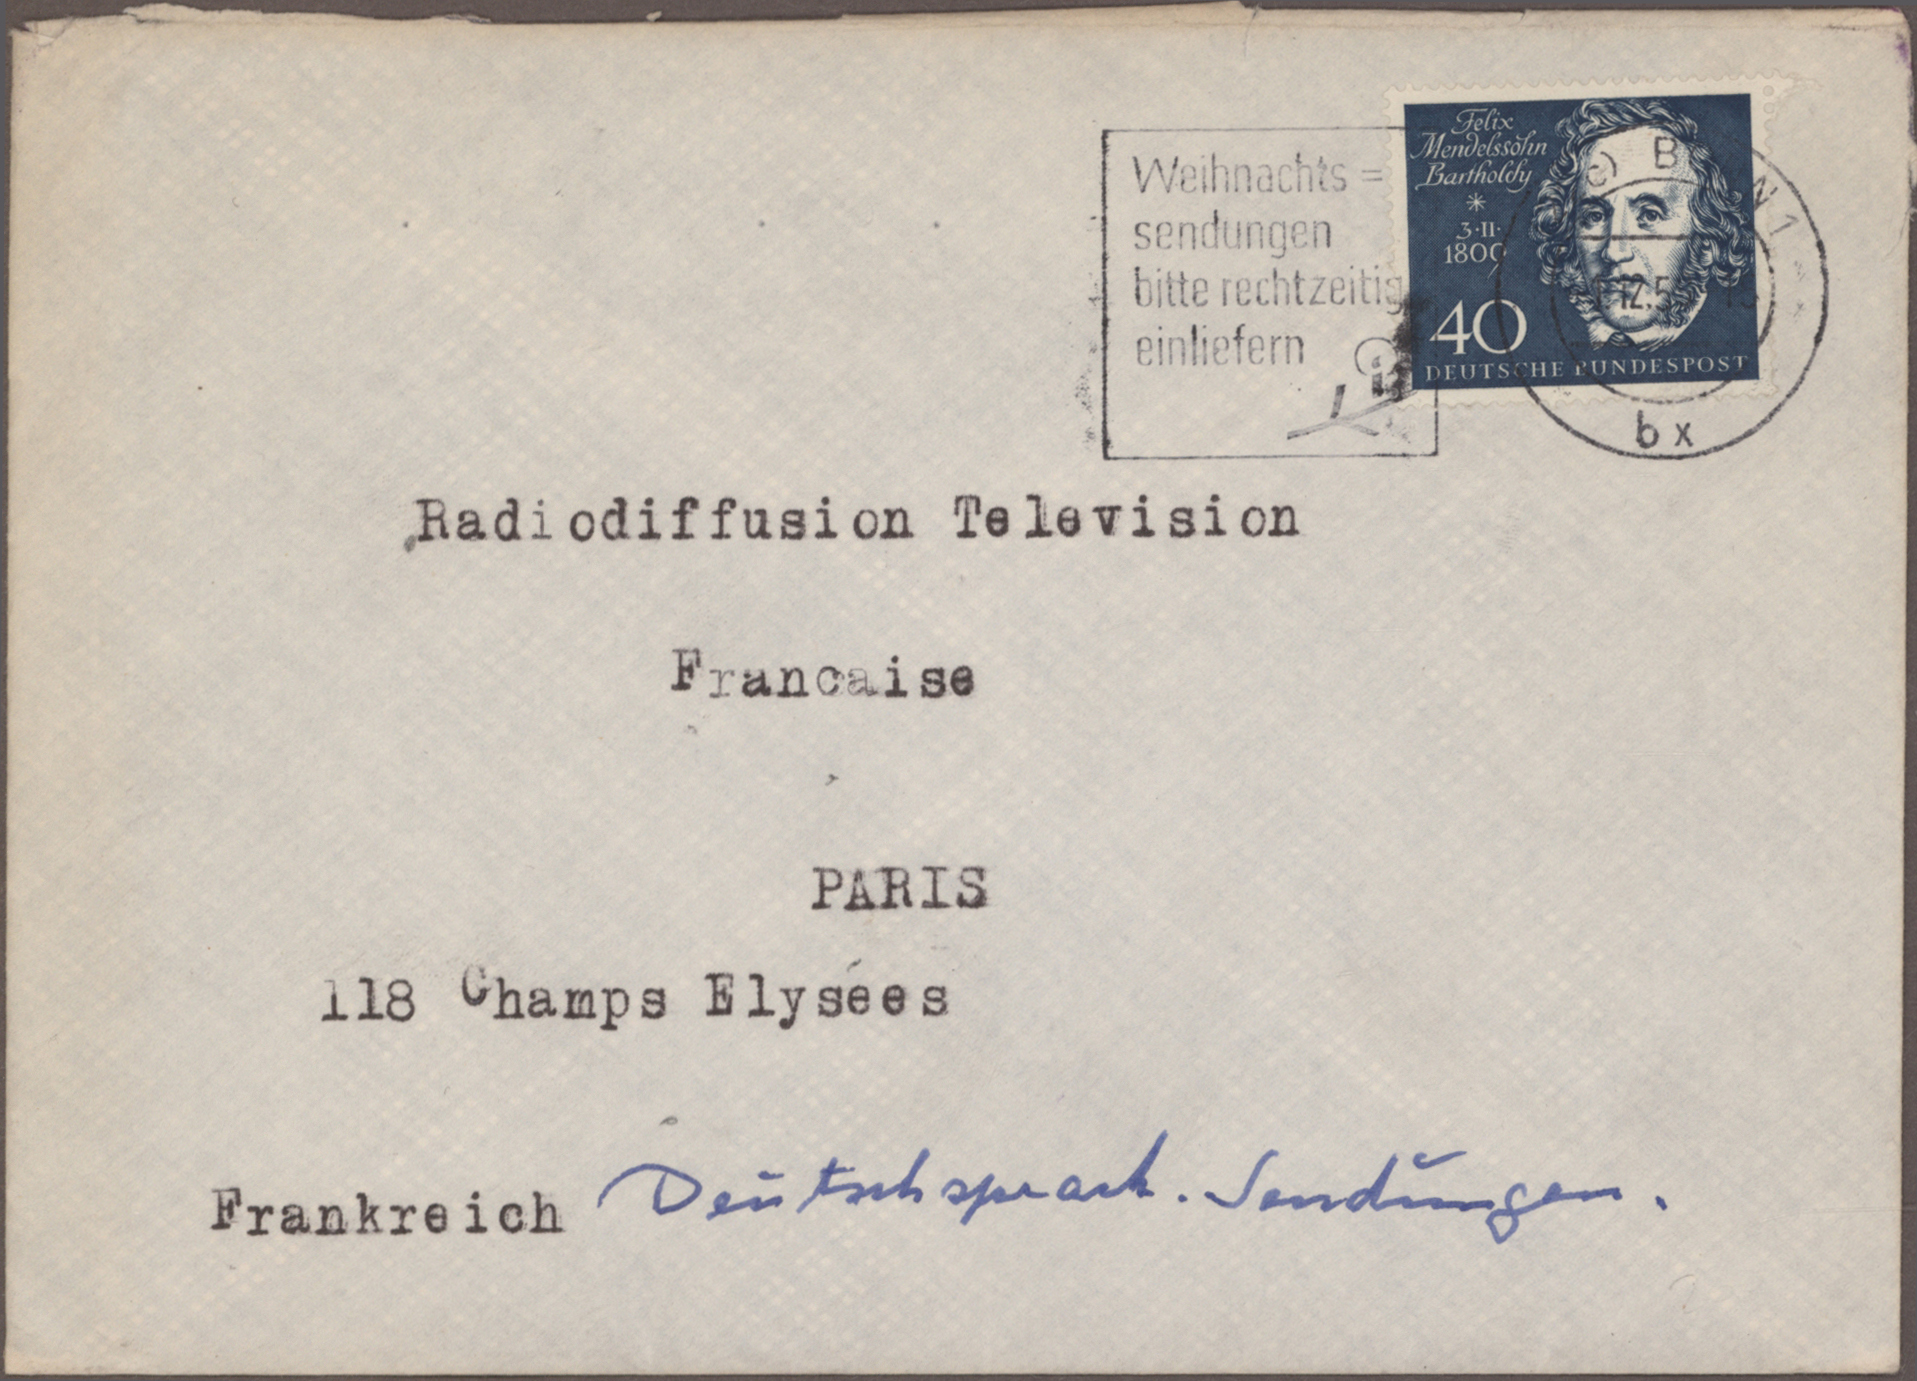 Weihnachts=
sendungen
bitte rechtzeitig
einliefern
Felix
Mendelssohn
Bartholdy
*
3·II·
1809
40
DEUTSCHE BUNDESPOST
bx
Radiodiffusion Television
Francaise
PARIS
118 Champs Elysées
Frankreich Deutschsprach. Sendungen.